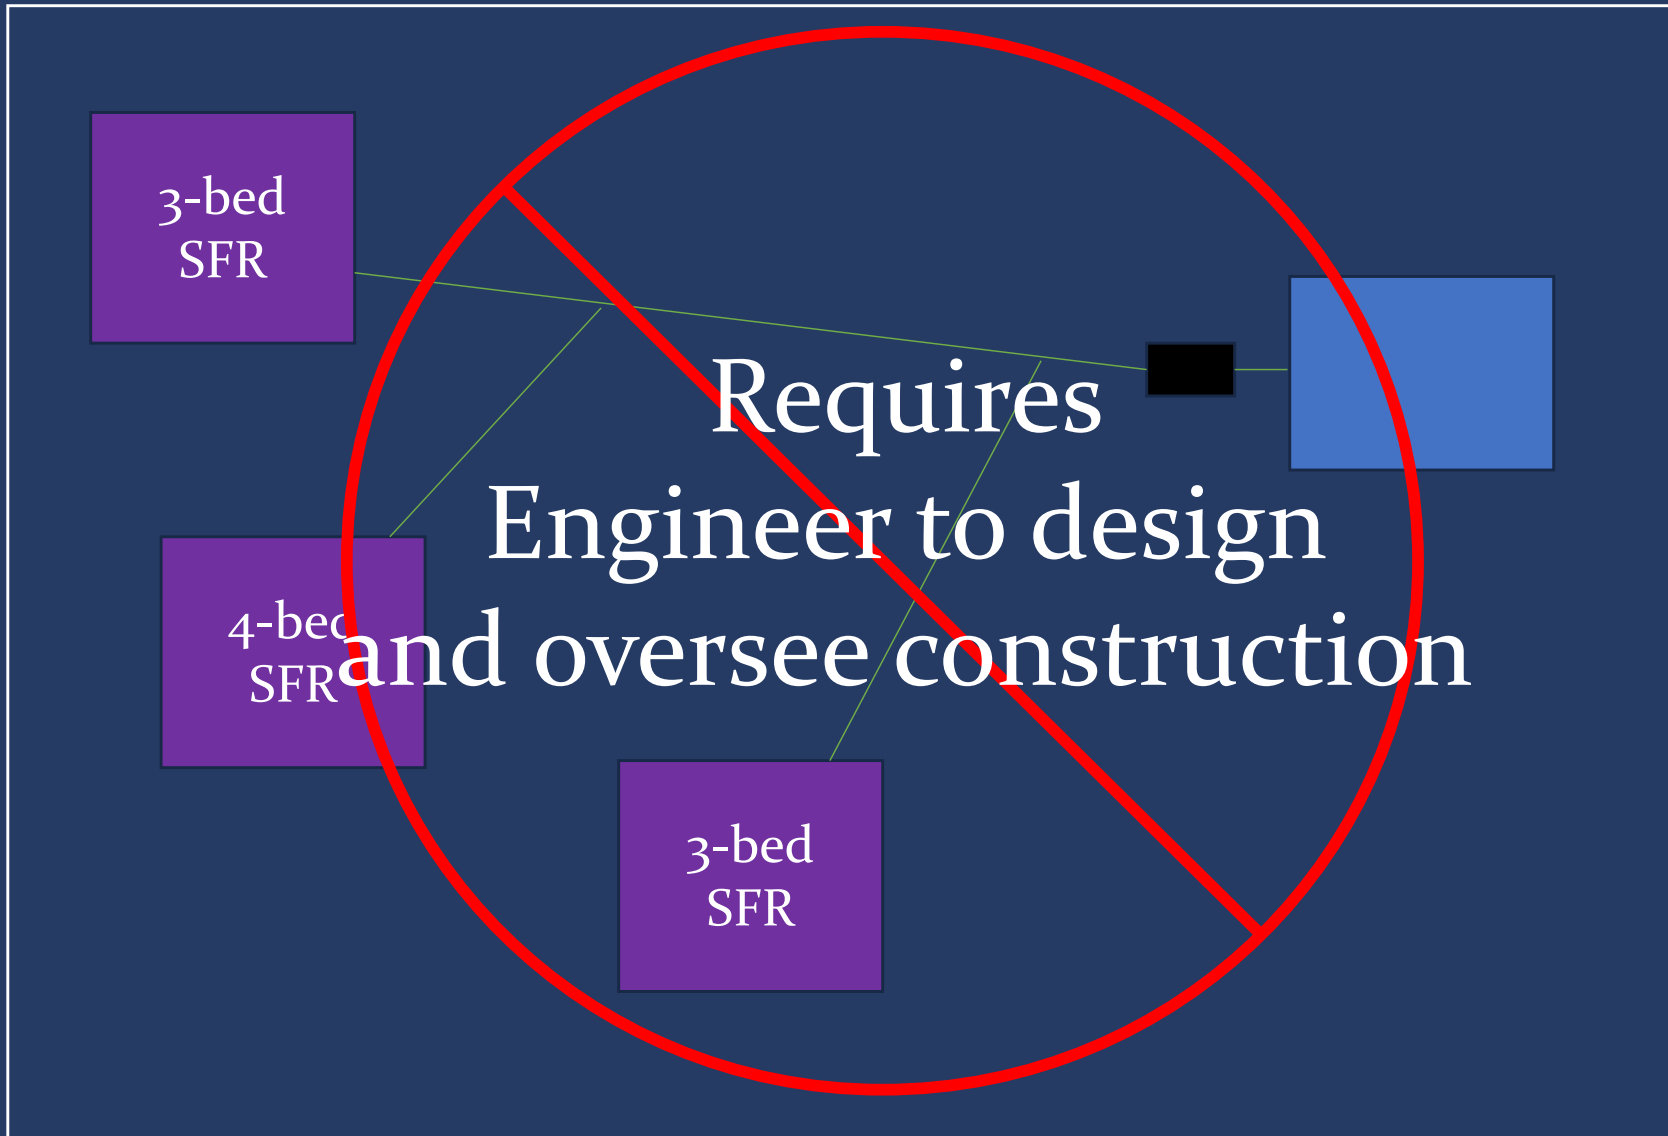 3-bed
SFR
Requires
Engineer to design
and oversee construction
4-bed
SFR
3-bed
SFR